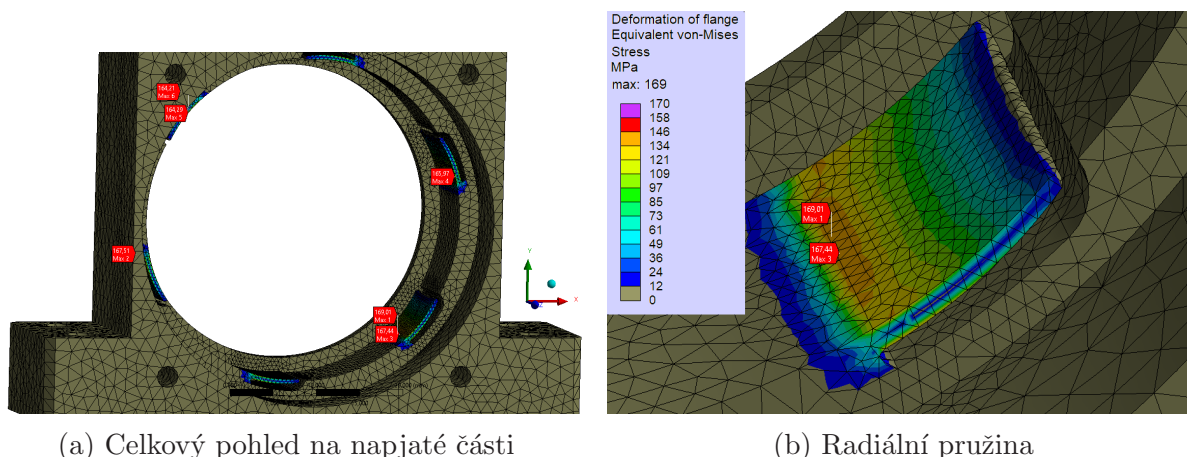 164,21
Max 6
164,29
Max 5
165,97
Max 4
167,51
Max 2
169,01
Max 1
167,44
Max 3
Y
X
Deformation of flange
Equivalent von-Mises
Stress
MPa
max: 169
170
158
146
134
121
109
97
85
73
61
49
36
24
12
0
169,01
Max 1
167,44
Max 3
(a) Celkový pohled na napjaté části
(b) Radiální pružina